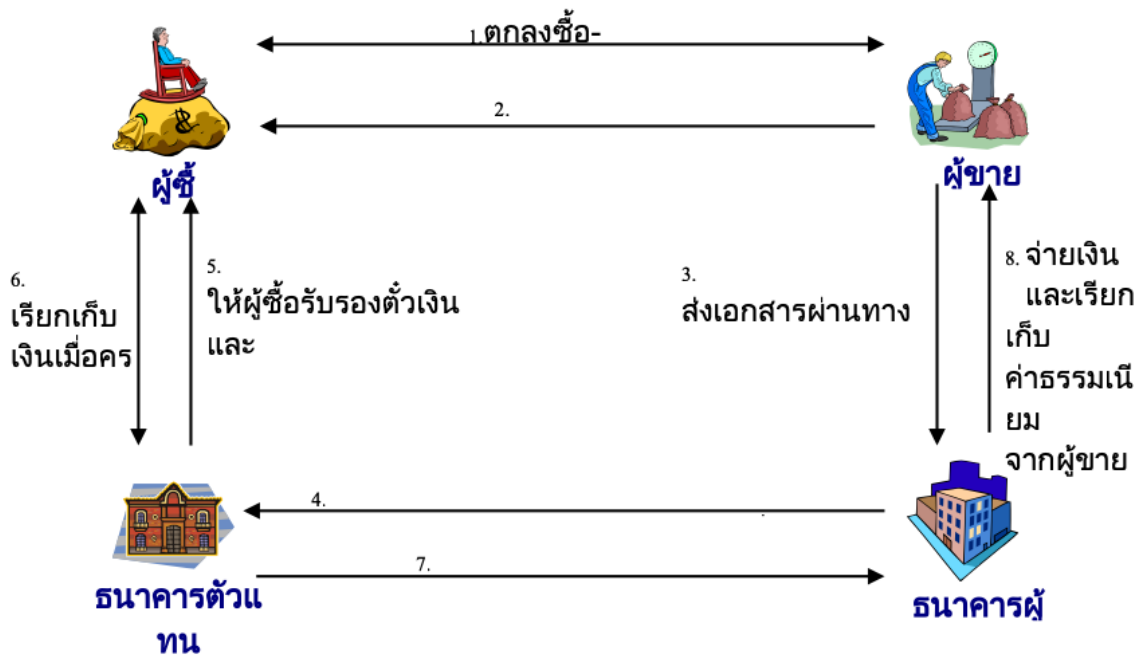 1.ตกลงซื้อ-
2.
ผู้ซื้
ผู้ขาย
6.
เรียกเก็บ
เงินเมื่อคร
5.
ให้ผู้ซื้อรับรองตั๋วเงิน
และ
3.
ส่งเอกสารผ่านทาง
8. จ่ายเงิน
และเรียก
เก็บ
ค่าธรรมเนี
ยม
จากผู้ขาย
4.
7.
ธนาคารตัวแ
ทน
ธนาคารผู้